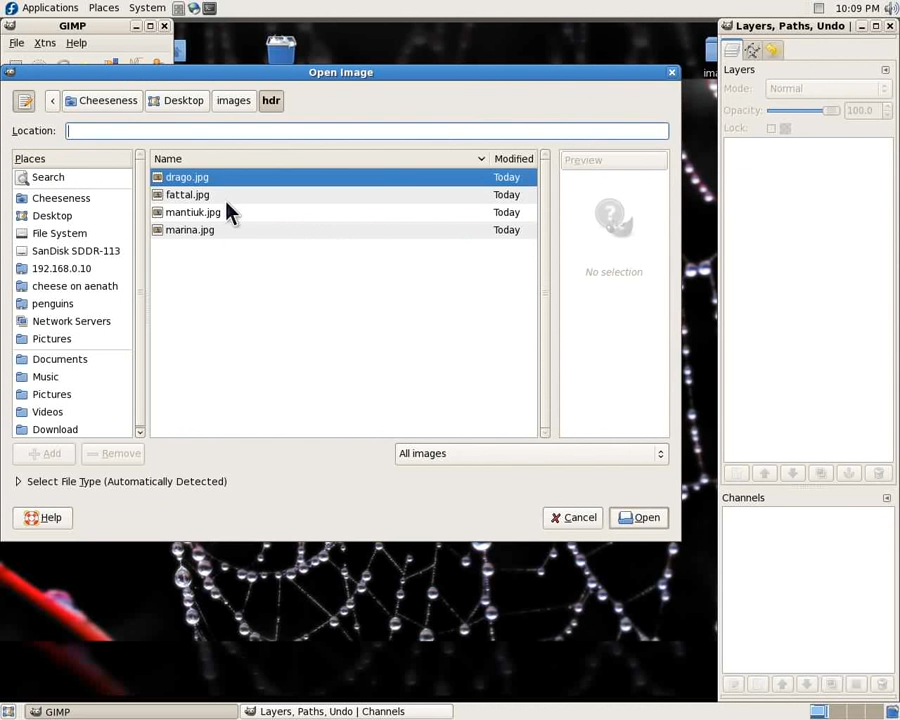 Applications Places System 10:09 PM
GIMP
Layers, Paths, Undo
File Xtns Help
Open Image
Layers
Mode: Normal
Opacity: 100.0
Lock:
Cheeseness Desktop images hdr
Location:
Places
Name Modified
Preview
Search
Cheeseness
Desktop
File System
SanDisk SDDR-113
192.168.0.10
cheese on aenath
penguins
Network Servers
Pictures
Documents
Music
Pictures
Videos
Download
drago.jpg Today
fattal.jpg Today
mantiuk.jpg Today
marina.jpg Today
No selection
Add Remove
All images
Select File Type (Automatically Detected)
Help Cancel Open
Channels
GIMP
Layers, Paths, Undo | Channels